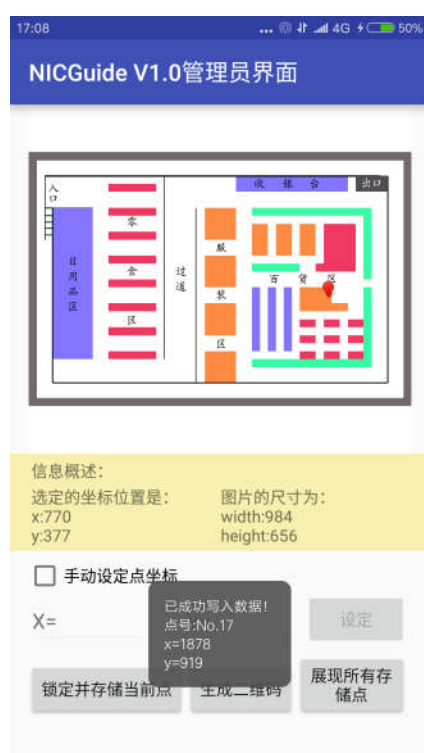 17:08
... 4G 50%
NICGuide V1.0管理员界面
入口
收银台
出口
零食区
日用品区
过道
服装区
百货区
信息概述:
选定的坐标位置是:
x:770
y:377
图片的尺寸为:
width:984
height:656
手动设定点坐标
X=
设定
已成功写入数据!
点号:No.17
x=1878
y=919
锁定并存储当前点
生成二维码
展现所有存
储点